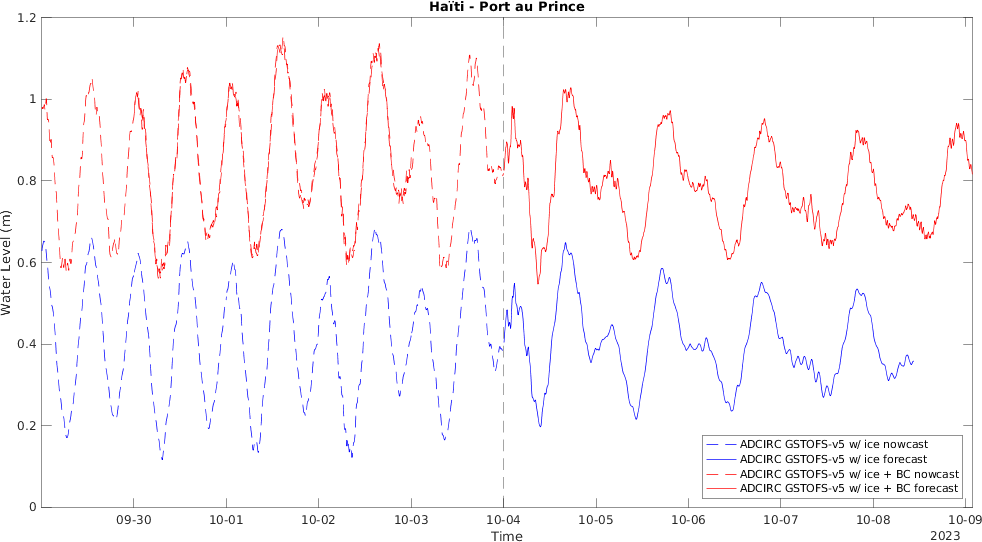 Haïti - Port au Prince
1.2
1
0.8
0.6
0.4
0.2
0
Water Level (m)
09-30 10-01 10-02 10-03 10-04 10-05 10-06 10-07 10-08 10-09
Time
2023
ADCIRC GSTOFS-v5 w/ ice nowcast
ADCIRC GSTOFS-v5 w/ ice forecast
ADCIRC GSTOFS-v5 w/ ice + BC nowcast
ADCIRC GSTOFS-v5 w/ ice + BC forecast